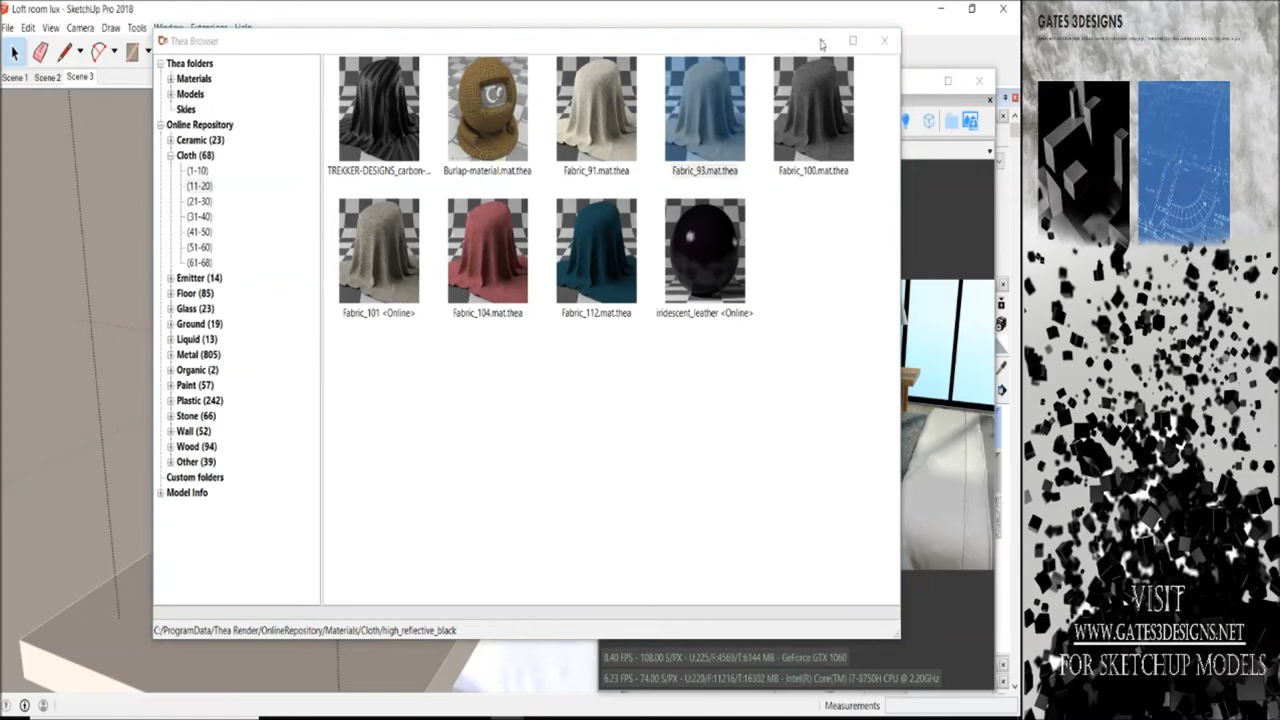 Loft room lux - SketchUp Pro 2018
File Edit View Camera Draw Tools Window Extensions Help
Scene 1 Scene 2 Scene 3
Thea Browser
Thea folders
Materials
Models
Skies
Online Repository
Ceramic (23)
Cloth (68)
(1-10)
(11-20)
(21-30)
(31-40)
(41-50)
(51-60)
(61-68)
Emitter (14)
Floor (85)
Glass (23)
Ground (19)
Liquid (13)
Metal (805)
Organic (2)
Paint (57)
Plastic (242)
Stone (66)
Wall (52)
Wood (94)
Other (39)
Custom folders
Model Info
TREKKER-DESIGNS_carbon-... Burlap-material.mat.thea Fabric_91.mat.thea Fabric_93.mat.thea Fabric_100.mat.thea
Fabric_101 <Online> Fabric_104.mat.thea Fabric_112.mat.thea iridescent_leather <Online>
C:/ProgramData/Thea Render/OnlineRepository/Materials/Cloth/high_reflective_black
8.40 FPS - 108.00 S/PX - U:225/F:4569/T:6144 MB - GeForce GTX 1060
6.23 FPS - 74.00 S/PX - U:220/F:11216/T:16302 MB - Intel(R) Core(TM) i7-8750H CPU @ 2.20GHz
Measurements
GATES 3DESIGNS
VISIT
WWW.GATES3DESIGNS.NET
FOR SKETCHUP MODELS